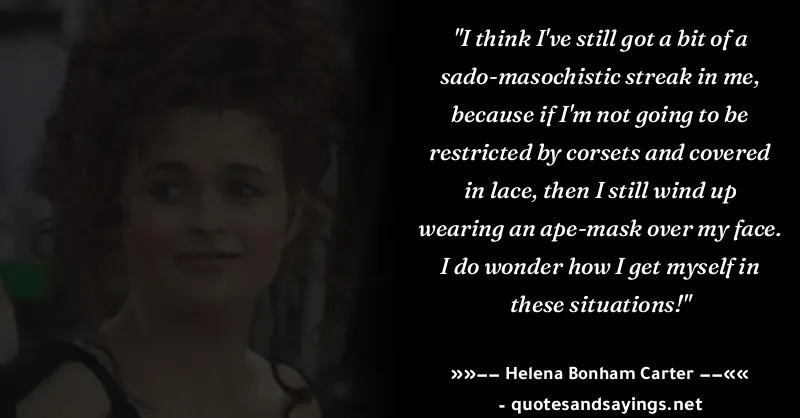 "I think I've still got a bit of a
sado-masochistic streak in me,
because if I'm not going to be
restricted by corsets and covered
in lace, then I still wind up
wearing an ape-mask over my face.
I do wonder how I get myself in
these situations!"
»»–– Helena Bonham Carter ––««
- quotesandsayings.net